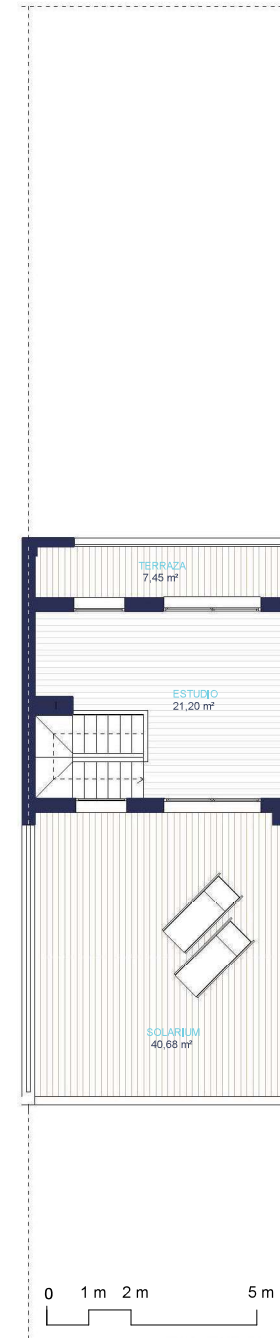 TERRAZA
7,45 m²
ESTUDIO
21,20 m²
SOLARIUM
40,68 m²
0 1 m 2 m 5 m